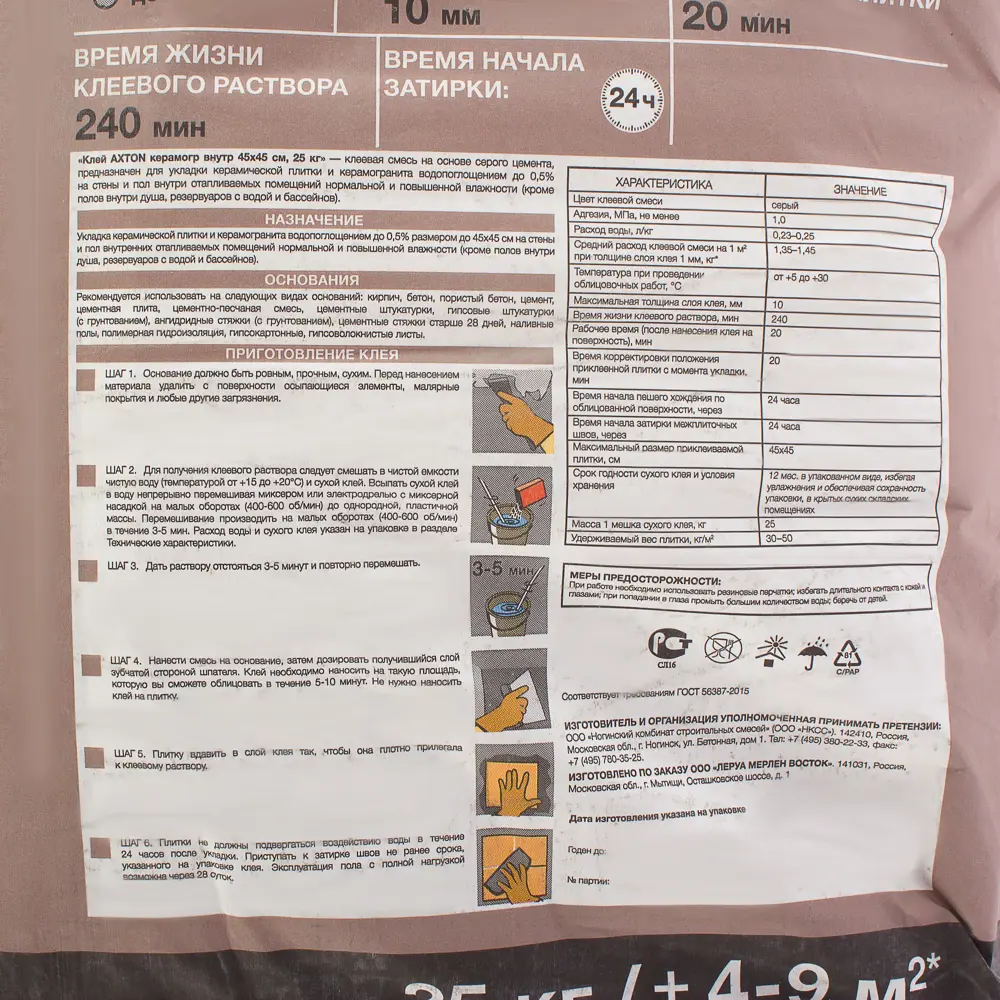 10 мм
20 мин
ВРЕМЯ ЖИЗНИ
КЛЕЕВОГО РАСТВОРА
240 мин
ВРЕМЯ НАЧАЛА
ЗАТИРКИ:
24ч
«Клей AXTON керамогр внутр 45х45 см, 25 кг» — клеевая смесь на основе серого цемента,
предназначен для укладки керамической плитки и керамогранита водопоглощением до 0,5%
на стены и пол внутри отапливаемых помещений нормальной и повышенной влажности (кроме
полов внутри душа, резервуаров с водой и бассейнов).
НАЗНАЧЕНИЕ
Укладка керамической плитки и керамогранита водопоглощением до 0,5% размером до 45х45 см на стены
и пол внутренних отапливаемых помещений нормальной и повышенной влажности (кроме полов внутри
душа, резервуаров с водой и бассейнов).
ОСНОВАНИЯ
Рекомендуется использовать на следующих видах оснований: кирпич, бетон, пористый бетон, цемент,
цементная плита, цементно-песчаная смесь, цементные штукатурки, гипсовые штукатурки
(с грунтованием), ангидридные стяжки (с грунтованием), цементные стяжки старше 28 дней, наливные
полы, полимерная гидроизоляция, гипсокартонные, гипсоволокнистые листы.
ПРИГОТОВЛЕНИЕ КЛЕЯ
ШАГ 1. Основание должно быть ровным, прочным, сухим. Перед нанесением
материала удалить с поверхности осыпающиеся элементы, малярные
покрытия и любые другие загрязнения.
ШАГ 2. Для получения клеевого раствора следует смешать в чистой емкости
чистую воду (температурой от +15 до +20°С) и сухой клей. Всыпать сухой клей
в воду непрерывно перемешивая миксером или электродрелью с миксерной
насадкой на малых оборотах (400-600 об/мин) до однородной, пластичной
массы. Перемешивание производить на малых оборотах (400-600 об/мин)
в течение 3-5 мин. Расход воды и сухого клея указан на упаковке в разделе
Технические характеристики.
ШАГ 3. Дать раствору отстояться 3-5 минут и повторно перемешать.
3-5 мин
ШАГ 4. Нанести смесь на основание, затем дозировать получившийся слой
зубчатой стороной шпателя. Клей необходимо наносить на такую площадь,
которую вы сможете облицовать в течение 5-10 минут. Не нужно наносить
клей на плитку.
ШАГ 5. Плитку вдавить в слой клея так, чтобы она плотно прилегала
к клеевому раствору.
ШАГ 6. Плитки не должны подвергаться воздействию воды в течение
24 часов после укладки. Приступать к затирке швов не ранее срока,
указанного на упаковке клея. Эксплуатация пола с полной нагрузкой
возможна через 28 суток.
ХАРАКТЕРИСТИКА ЗНАЧЕНИЕ
Цвет клеевой смеси серый
Адгезия, МПа, не менее 1,0
Расход воды, л/кг 0,23–0,25
Средний расход клеевой смеси на 1 м² 1,35–1,45
при толщине слоя клея 1 мм, кг*
Температура при проведении от +5 до +30
облицовочных работ, °С
Максимальная толщина слоя клея, мм 10
Время жизни клеевого раствора, мин 240
Рабочее время (после нанесения клея на 20
поверхность), мин
Время корректировки положения 20
приклеенной плитки с момента укладки,
мин
Время начала пешего хождения по 24 часа
облицованной поверхности, через
Время начала затирки межплиточных 24 часа
швов, через
Максимальный размер приклеиваемой 45х45
плитки, см
Срок годности сухого клея и условия 12 мес. в упакованном виде, избегая
хранения увлажнения и обеспечивая сохранность
упаковки, в крытых сухих складских
помещениях
Масса 1 мешка сухого клея, кг 25
Удерживаемый вес плитки, кг/м² 30–50
МЕРЫ ПРЕДОСТОРОЖНОСТИ:
При работе необходимо использовать резиновые перчатки; избегать длительного контакта с кожей и
глазами; при попадании в глаза промыть большим количеством воды; беречь от детей.
СЛ16
81
C/PAP
Соответствует требованиям ГОСТ 56387-2015
ИЗГОТОВИТЕЛЬ И ОРГАНИЗАЦИЯ УПОЛНОМОЧЕННАЯ ПРИНИМАТЬ ПРЕТЕНЗИИ:
ООО «Ногинский комбинат строительных смесей» (ООО «НКСС»). 142410, Россия,
Московская обл., г. Ногинск, ул. Бетонная, дом 1. Тел: +7 (495) 380-22-33, факс:
+7 (495) 780-35-25.
ИЗГОТОВЛЕНО ПО ЗАКАЗУ ООО «ЛЕРУА МЕРЛЕН ВОСТОК». 141031, Россия,
Московская обл., г. Мытищи, Осташковское шоссе, д. 1
Дата изготовления указана на упаковке
Годен до:
№ партии:
25 кг / ± 4-9 м²*